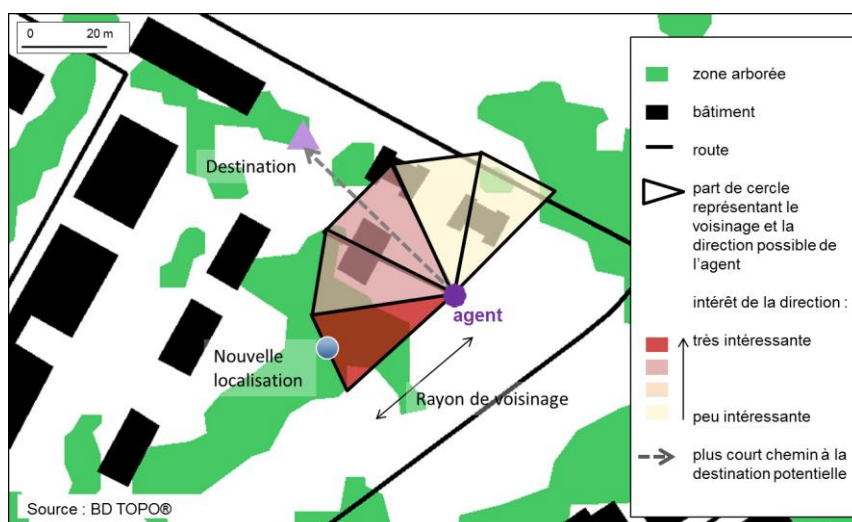 0 20 m
Destination
agent
Nouvelle
localisation
Rayon de voisinage
Source : BD TOPO®
zone arborée
bâtiment
route
part de cercle
représentant le
voisinage et la
direction possible de
l’agent
intérêt de la direction :
très intéressante
peu intéressante
plus court chemin à la
destination potentielle